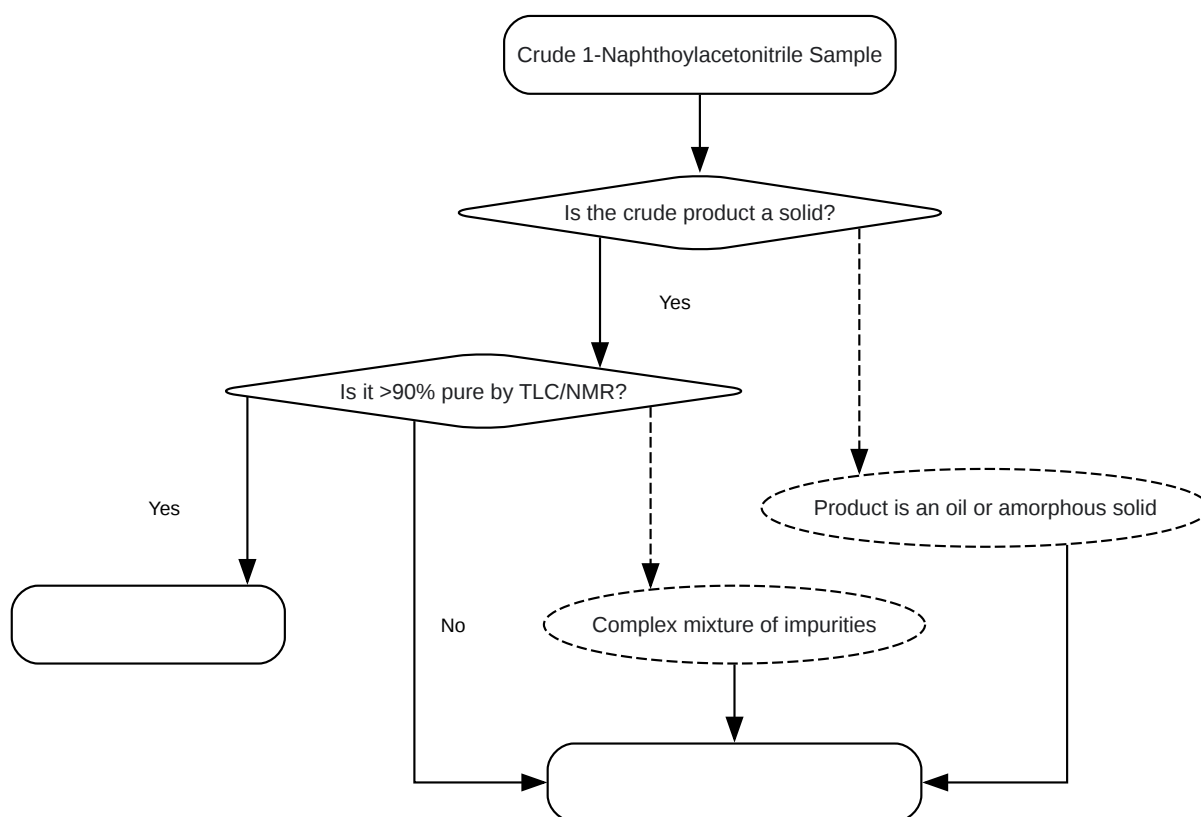 Crude 1-Naphthoylacetonitrile Sample
Is the crude product a solid?
Yes
Is it >90% pure by TLC/NMR?
Yes
Product is an oil or amorphous solid
No
Complex mixture of impurities